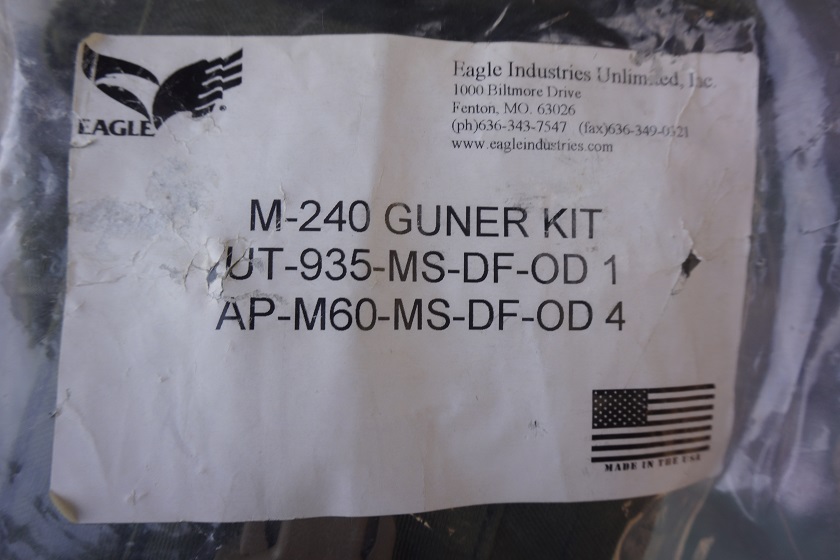 EAGLE
Eagle Industries Unlimited, Inc.
1000 Biltmore Drive
Fenton, MO. 63026
(ph)636-343-7547 (fax)636-349-0321
www.eagleindustries.com
M-240 GUNER KIT
UT-935-MS-DF-OD 1
AP-M60-MS-DF-OD 4
MADE IN THE USA